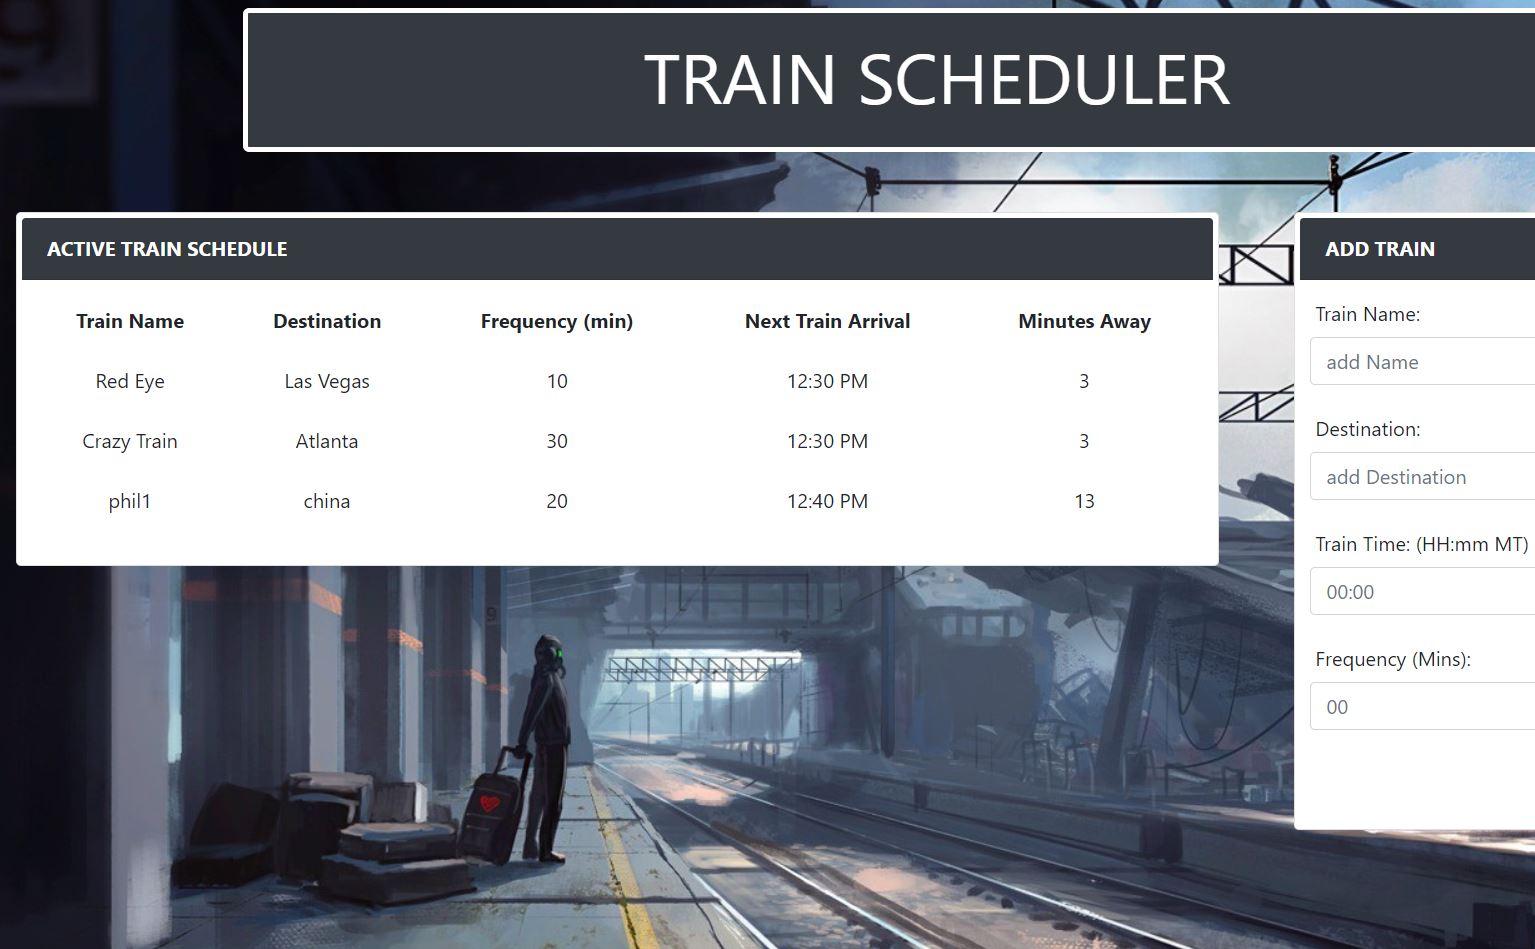 TRAIN SCHEDULER
ACTIVE TRAIN SCHEDULE
Train Name Destination Frequency (min) Next Train Arrival Minutes Away
Red Eye Las Vegas 10 12:30 PM 3
Crazy Train Atlanta 30 12:30 PM 3
phil1 china 20 12:40 PM 13
ADD TRAIN
Train Name:
add Name
Destination:
add Destination
Train Time: (HH:mm MT)
00:00
Frequency (Mins):
00
9
9